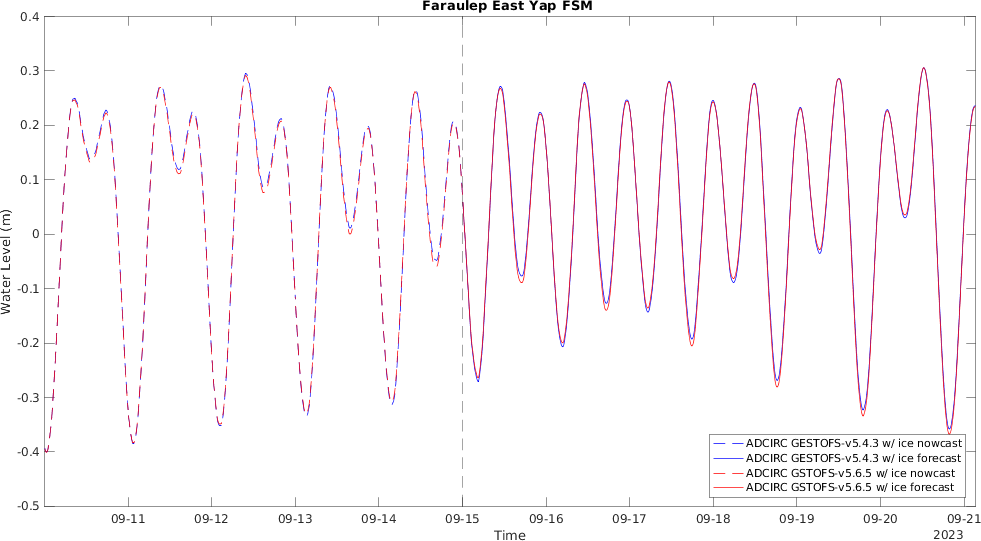 Faraulep East Yap FSM
Water Level (m)
0.4
0.3
0.2
0.1
0
-0.1
-0.2
-0.3
-0.4
-0.5
ADCIRC GESTOFS-v5.4.3 w/ ice nowcast
ADCIRC GESTOFS-v5.4.3 w/ ice forecast
ADCIRC GSTOFS-v5.6.5 w/ ice nowcast
ADCIRC GSTOFS-v5.6.5 w/ ice forecast
09-11 09-12 09-13 09-14 09-15 09-16 09-17 09-18 09-19 09-20 09-21
2023
Time